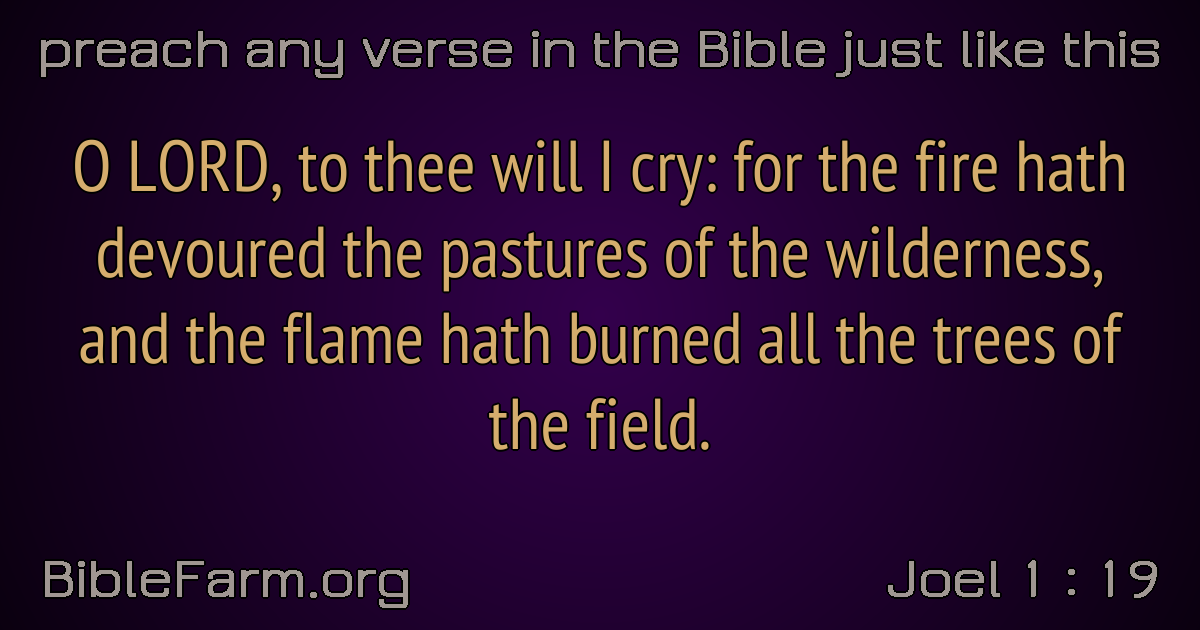 preach any verse in the Bible just like this
O LORD, to thee will I cry: for the fire hath
devoured the pastures of the wilderness,
and the flame hath burned all the trees of
the field.
BibleFarm.org
Joel 1 : 19